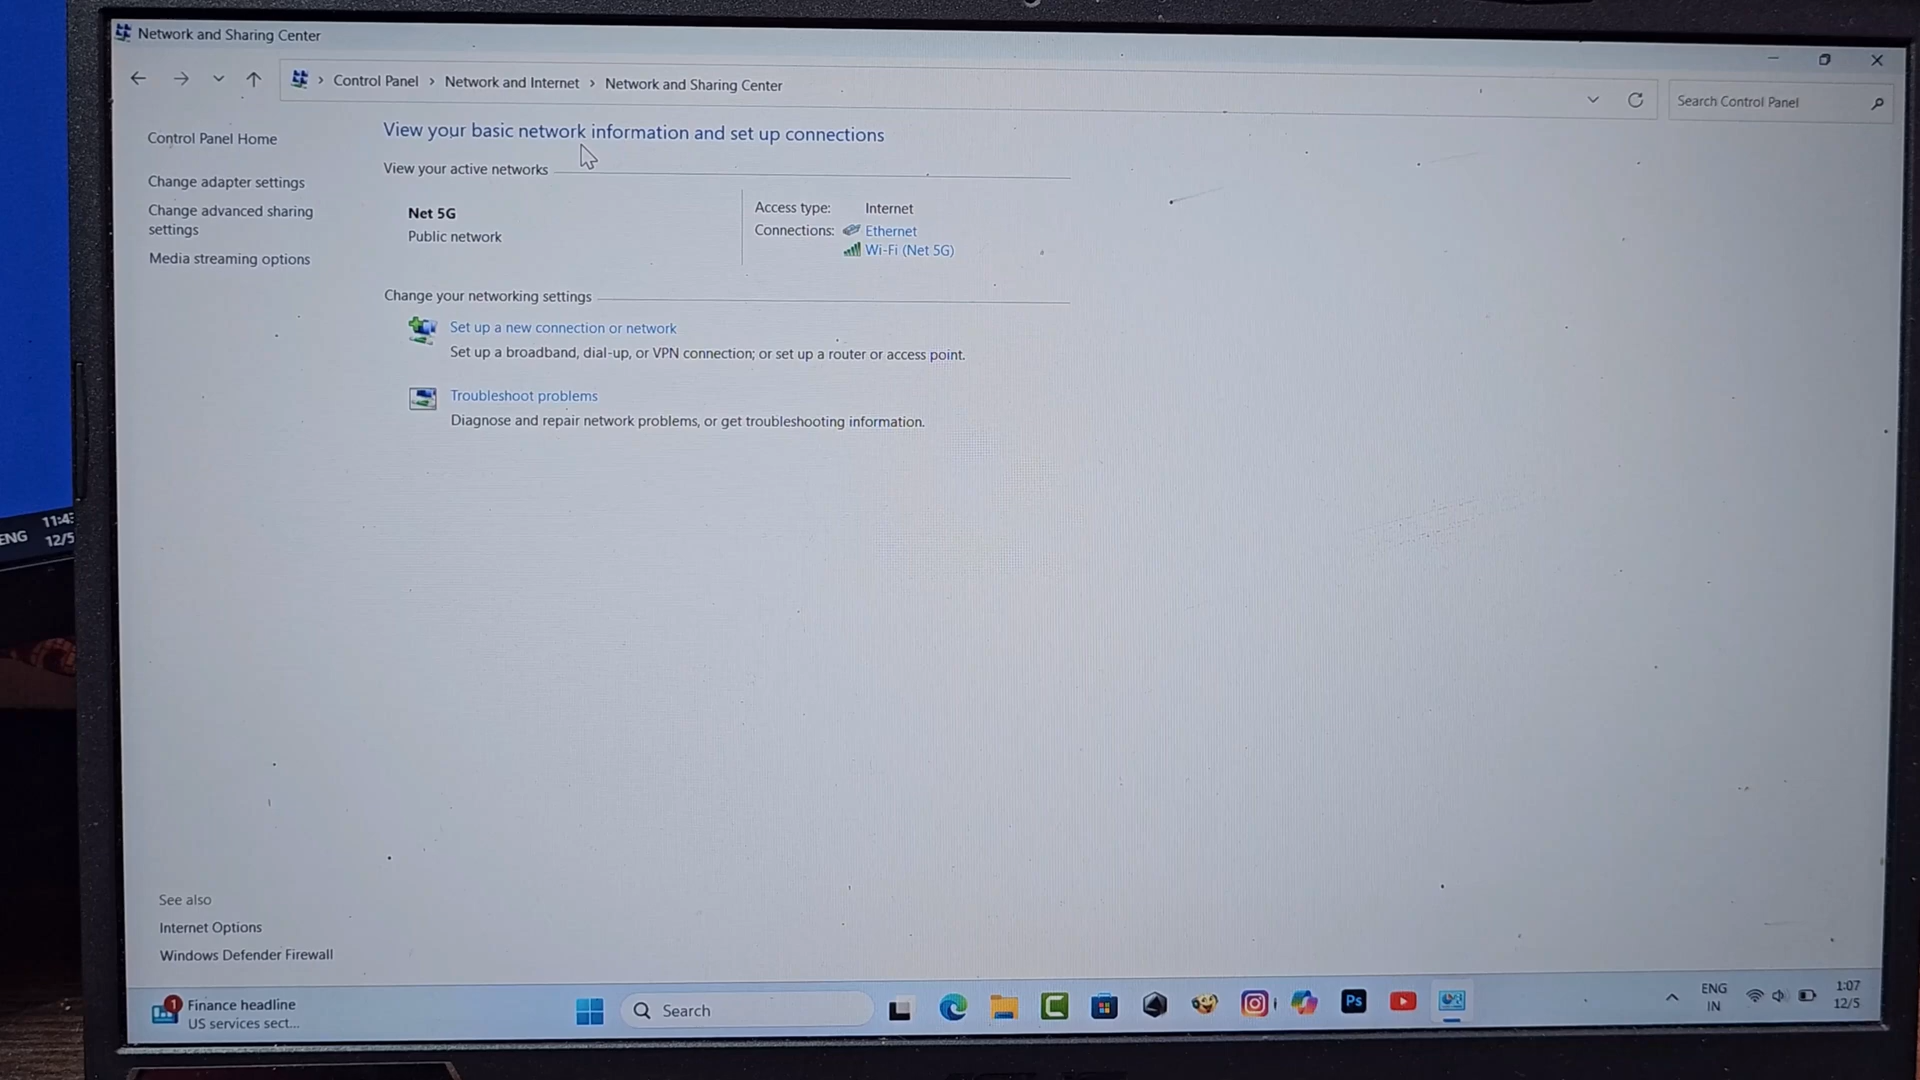 Network and Sharing Center
Control Panel > Network and Internet > Network and Sharing Center
Search Control Panel
Control Panel Home
Change adapter settings
Change advanced sharing
settings
Media streaming options
View your basic network information and set up connections
View your active networks
Net 5G
Public network
Access type: Internet
Connections: Ethernet
Wi-Fi (Net 5G)
Change your networking settings
Set up a new connection or network
Set up a broadband, dial-up, or VPN connection; or set up a router or access point.
Troubleshoot problems
Diagnose and repair network problems, or get troubleshooting information.
ENG
12/5
See also
Internet Options
Windows Defender Firewall
1
Finance headline
US services sect...
Search
Ps
ENG
IN
1:07
12/5